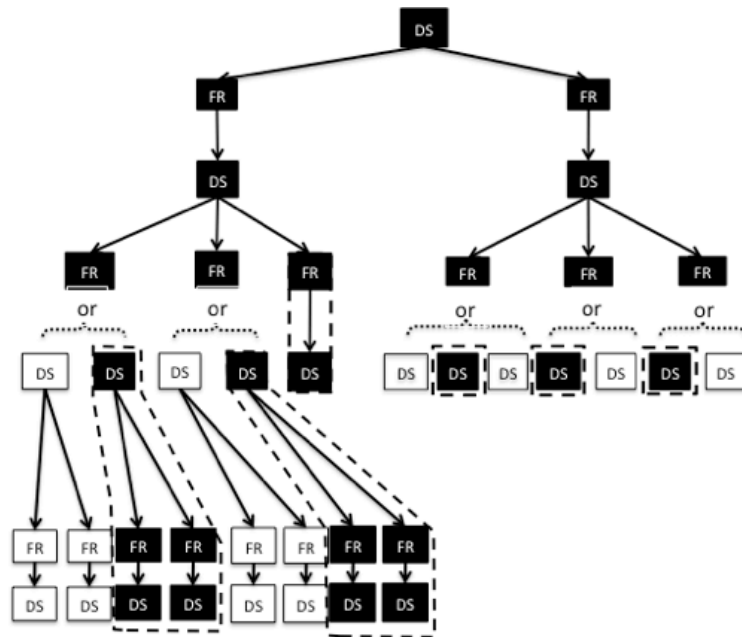 DS
FR FR
DS DS
FR FR FR FR FR FR
or or or or or
DS DS DS DS DS DS DS DS DS DS DS DS
FR FR FR FR FR FR FR FR
DS DS DS DS DS DS DS DS